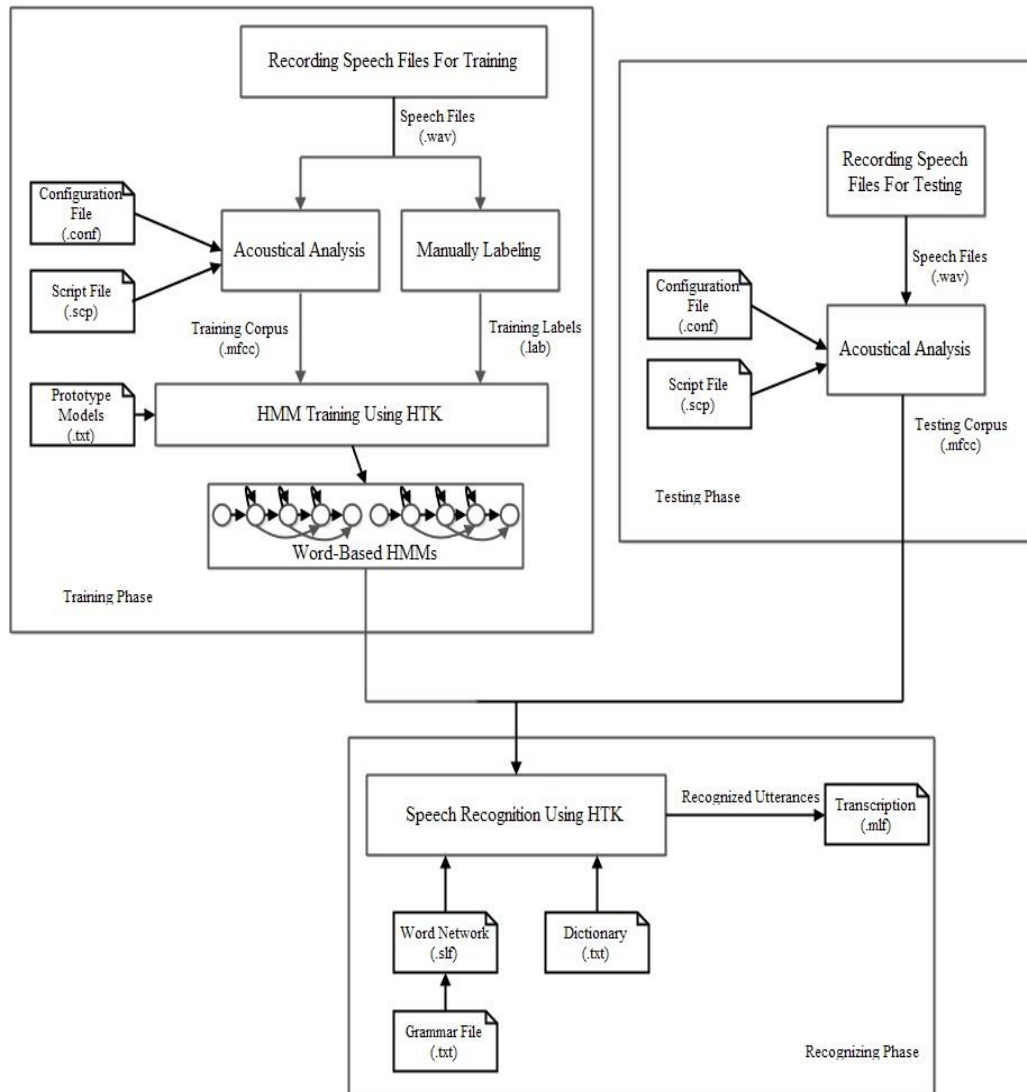 Recording Speech Files For Training
Speech Files
(.wav)
Configuration
File
(.conf)
Script File
(.scp)
Acoustical Analysis
Manually Labeling
Training Corpus
(.mfcc)
Training Labels
(.lab)
Prototype
Models
(.txt)
HMM Training Using HTK
Word-Based HMMs
Training Phase
Recording Speech
Files For Testing
Speech Files
(.wav)
Configuration
File
(.conf)
Script File
(.scp)
Acoustical Analysis
Testing Corpus
(.mfcc)
Testing Phase
Speech Recognition Using HTK
Recognized Utterances
Transcription
(.mlf)
Word Network
(.slf)
Dictionary
(.txt)
Grammar File
(.txt)
Recognizing Phase